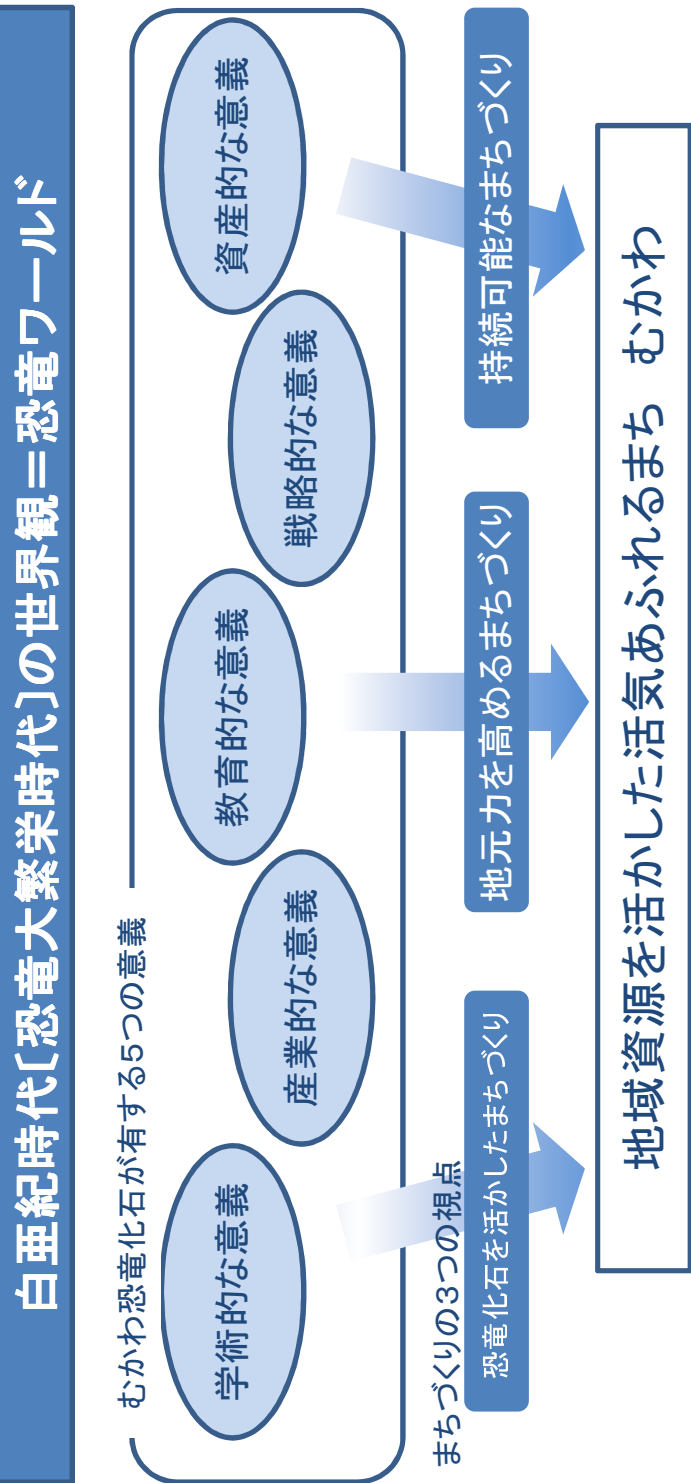 白亜紀時代〔恐竜大繁栄時代〕の世界観＝恐竜ワールド
むかわ恐竜化石が有する５つの意義
学術的な意義
産業的な意義
教育的な意義
戦略的な意義
資産的な意義
まちづくりの３つの視点
恐竜化石を活かしたまちづくり
地元力を高めるまちづくり
持続可能なまちづくり
地域資源を活かした活気あふれるまち　むかわ